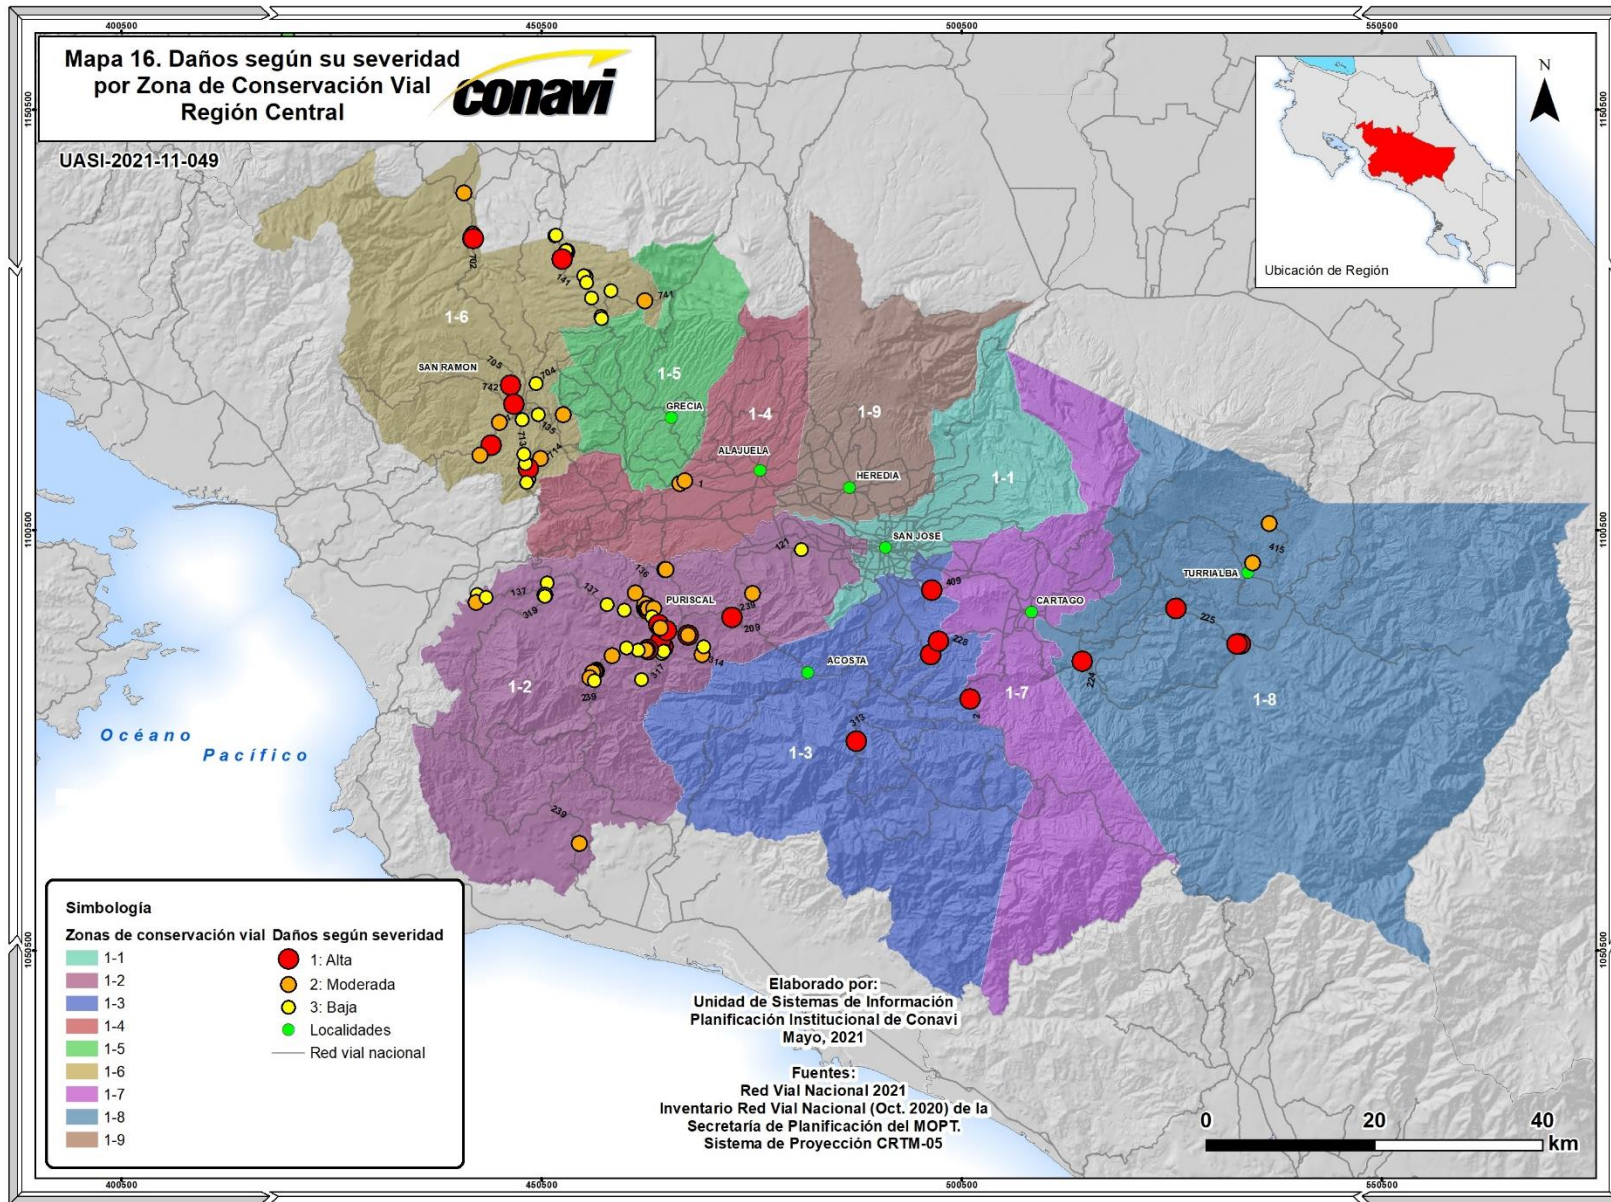 400500
450500
500500
550500
Mapa 16. Daños según su severidad
por Zona de Conservación Vial
Región Central
conavi
UASI-2021-11-049
N
Ubicación de Región
1150500
1150500
702
141
741
1-6
SAN RAMON
705
742
704
1-5
GRECIA
1-4
1-9
135
713
714
ALAJUELA
1
HEREDIA
1-1
1100500
1100500
SAN JOSE
121
415
TURRIALBA
136
137
137
319
PURISCAL
239
209
409
CARTAGO
225
228
314
317
ACOSTA
224
239
1-2
1-7
1-8
2
313
1-3
Océano
Pacífico
239
1050500
1050500
Simbología
Zonas de conservación vial
1-1
1-2
1-3
1-4
1-5
1-6
1-7
1-8
1-9
Daños según severidad
1: Alta
2: Moderada
3: Baja
Localidades
Red vial nacional
Elaborado por:
Unidad de Sistemas de Información
Planificación Institucional de Conavi
Mayo, 2021
Fuentes:
Red Vial Nacional 2021
Inventario Red Vial Nacional (Oct. 2020) de la
Secretaría de Planificación del MOPT.
Sistema de Proyección CRTM-05
0 20 40
km
400500
450500
500500
550500